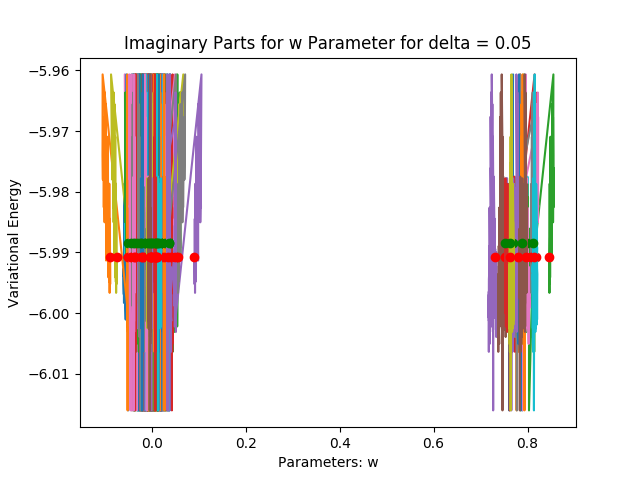 Imaginary Parts for w Parameter for delta = 0.05
Variational Energy
−5.96
−5.97
−5.98
−5.99
−6.00
−6.01
0.0 0.2 0.4 0.6 0.8
Parameters: w